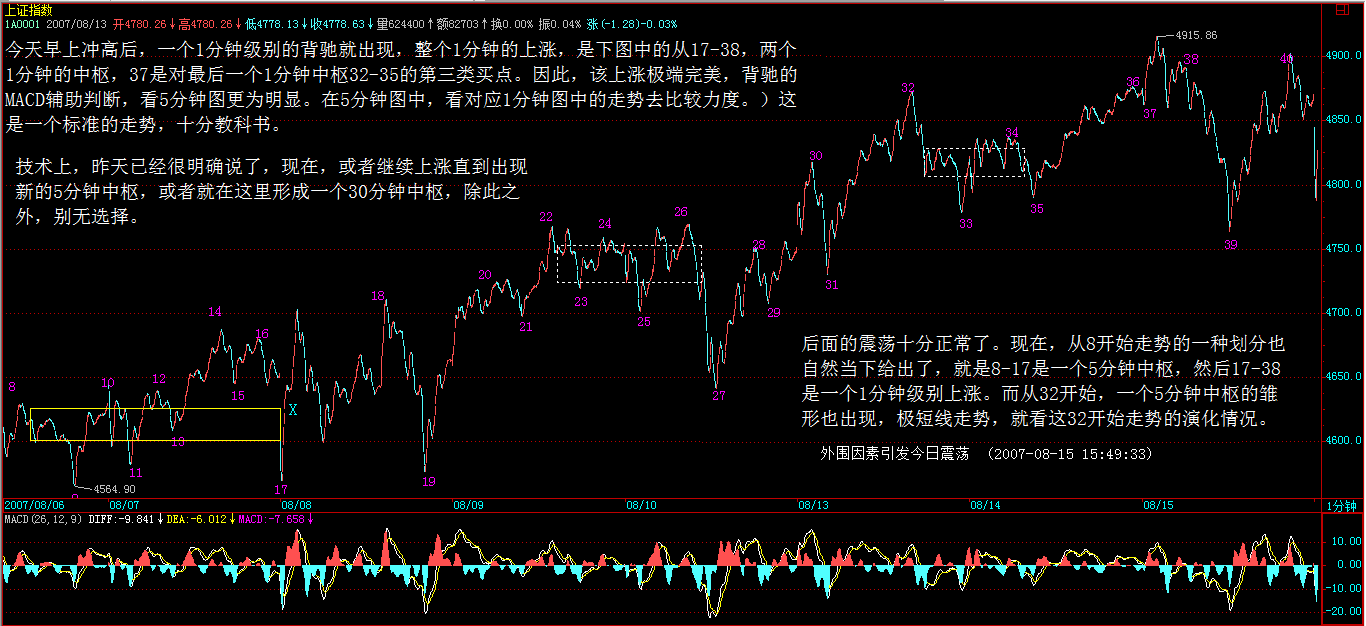 上证指数
1A0001 2007/08/13 开4780.26↓高4780.26↓低4778.13↓收4778.63↓量624400↑额82703↑换0.00% 振0.04% 涨(-1.28)-0.03%
今天早上冲高后，一个1分钟级别的背驰就出现，整个1分钟的上涨，是下图中的从17-38，两个
1分钟的中枢，37是对最后一个1分钟中枢32-35的第三类买点。因此，该上涨极端完美，背驰的
MACD辅助判断，看5分钟图更为明显。在5分钟图中，看对应1分钟图中的走势去比较力度。）这
是一个标准的走势，十分教科书。
技术上，昨天已经很明确说了，现在，或者继续上涨直到出现
新的5分钟中枢，或者就在这里形成一个30分钟中枢，除此之
外，别无选择。
4915.86
4900.0
4850.0
4800.0
4750.0
4700.0
4650.0
4600.0
8
10
11
12
13
14
15
16
17
X
18
19
20
21
22
23
24
25
26
27
28
29
30
31
32
33
34
35
36
37
38
39
4564.90
后面的震荡十分正常了。现在，从8开始走势的一种划分也
自然当下给出了，就是8-17是一个5分钟中枢，然后17-38
是一个1分钟级别上涨。而从32开始，一个5分钟中枢的雏
形也出现，极短线走势，就看这32开始走势的演化情况。
外围因素引发今日震荡 （2007-08-15 15:49:33）
2007/08/06 08/07 08/08 08/09 08/10 08/13 08/14 08/15 1分钟
MACD(26,12,9) DIFF:-9.841↓DEA:-6.012↓MACD:-7.658↓
10.00
0.00
-10.00
-20.00